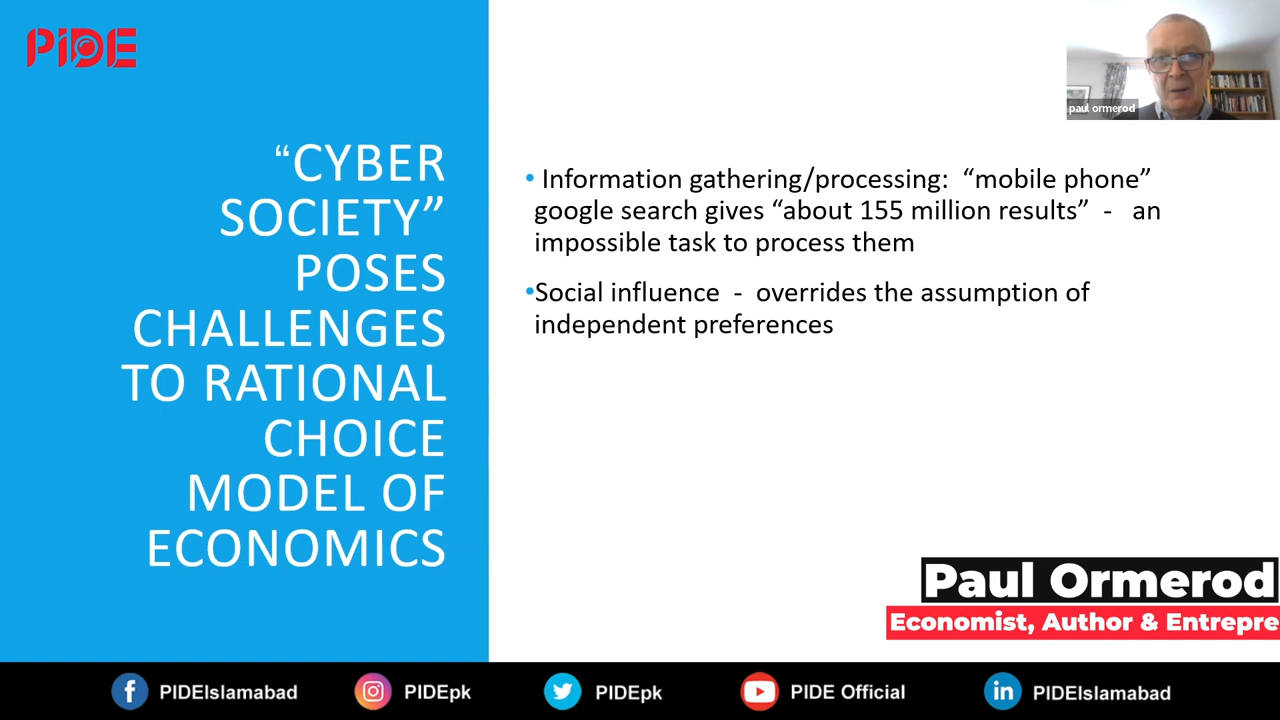 PIDE
paul ormerod
“CYBER
SOCIETY”
POSES
CHALLENGES
TO RATIONAL
CHOICE
MODEL OF
ECONOMICS
• Information gathering/processing: “mobile phone”
google search gives “about 155 million results” - an
impossible task to process them
•Social influence - overrides the assumption of
independent preferences
Paul Ormerod
Economist, Author & Entrepre
PIDEIslamabad
PIDEpk
PIDEpk
PIDE Official
PIDEIslamabad